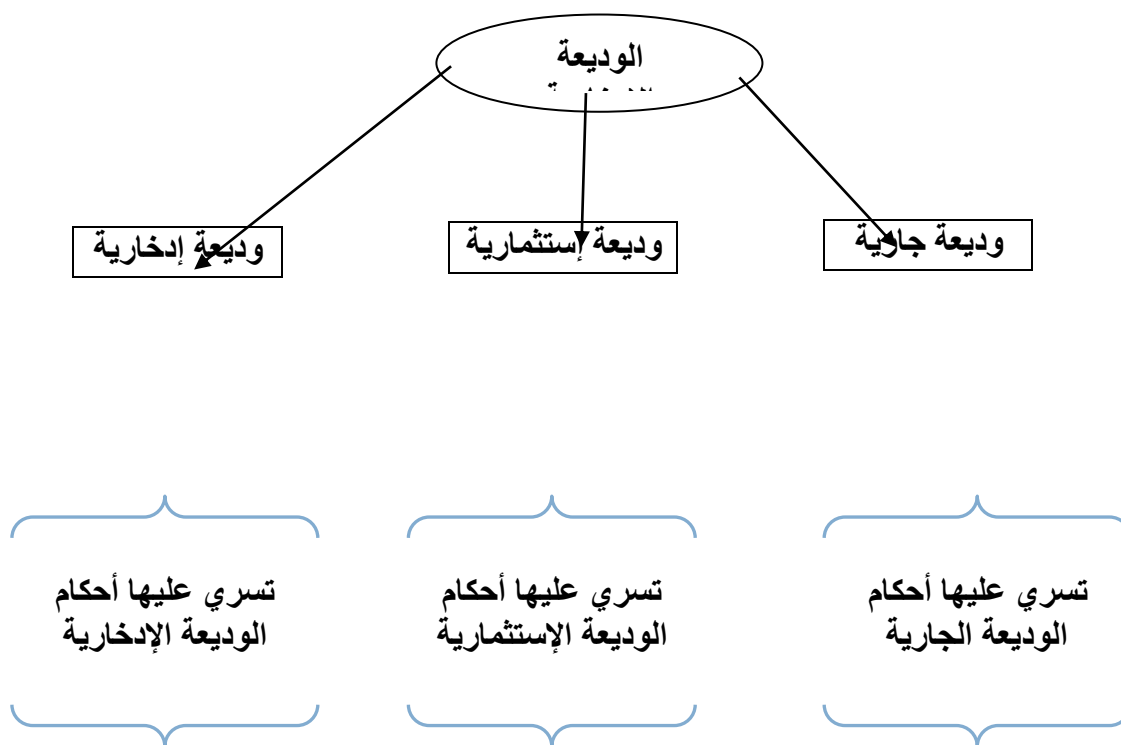 الوديعة
وديعة جارية
وديعة إستثمارية
وديعة إدخارية
تسري عليها أحكام
الوديعة الجارية
تسري عليها أحكام
الوديعة الإستثمارية
تسري عليها أحكام
الوديعة الإدخارية